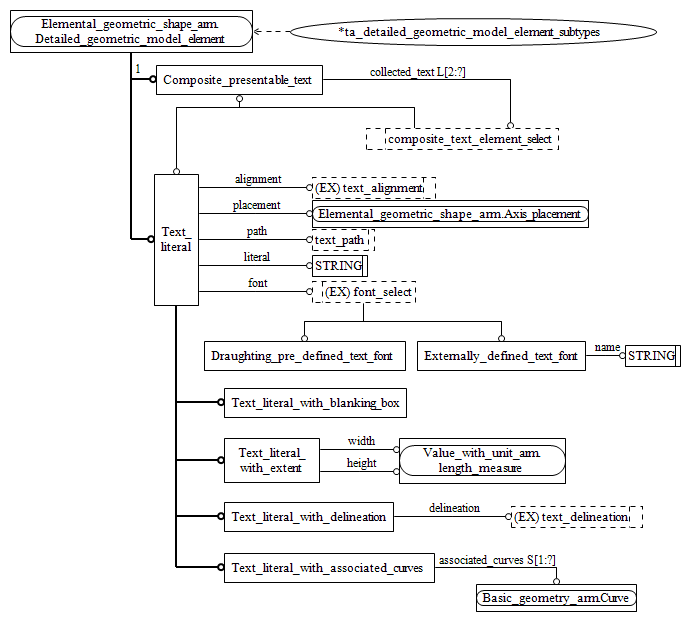 Elemental_geometric_shape_arm.
Detailed_geometric_model_element
*ta_detailed_geometric_model_element_subtypes
1
Composite_presentable_text
collected_text L[2:?]
composite_text_element_select
Text_
literal
alignment
(EX) text_alignment
placement
Elemental_geometric_shape_arm.Axis_placement
path
text_path
literal
STRING
font
(EX) font_select
Draughting_pre_defined_text_font
Externally_defined_text_font
name
STRING
Text_literal_with_blanking_box
Text_literal_
with_extent
width
height
Value_with_unit_arm.
length_measure
Text_literal_with_delineation
delineation
(EX) text_delineation
Text_literal_with_associated_curves
associated_curves S[1:?]
Basic_geometry_arm.Curve